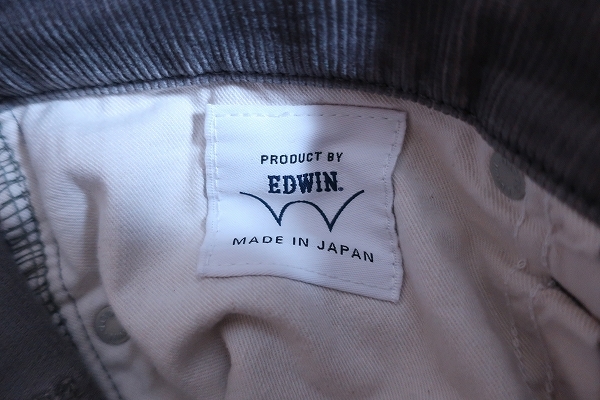 PRODUCT BY
EDWIN.
MADE IN JAPAN